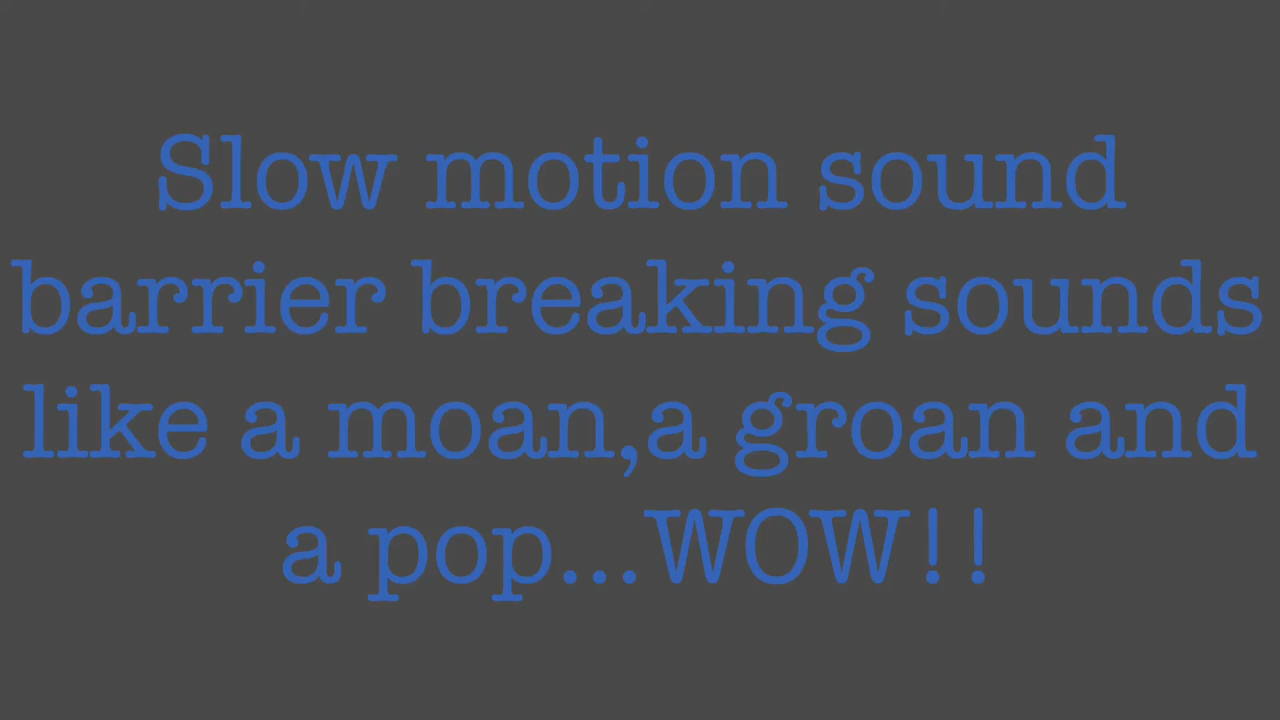 Slow motion sound
barrier breaking sounds
like a moan,a groan and
a pop...WOW!!